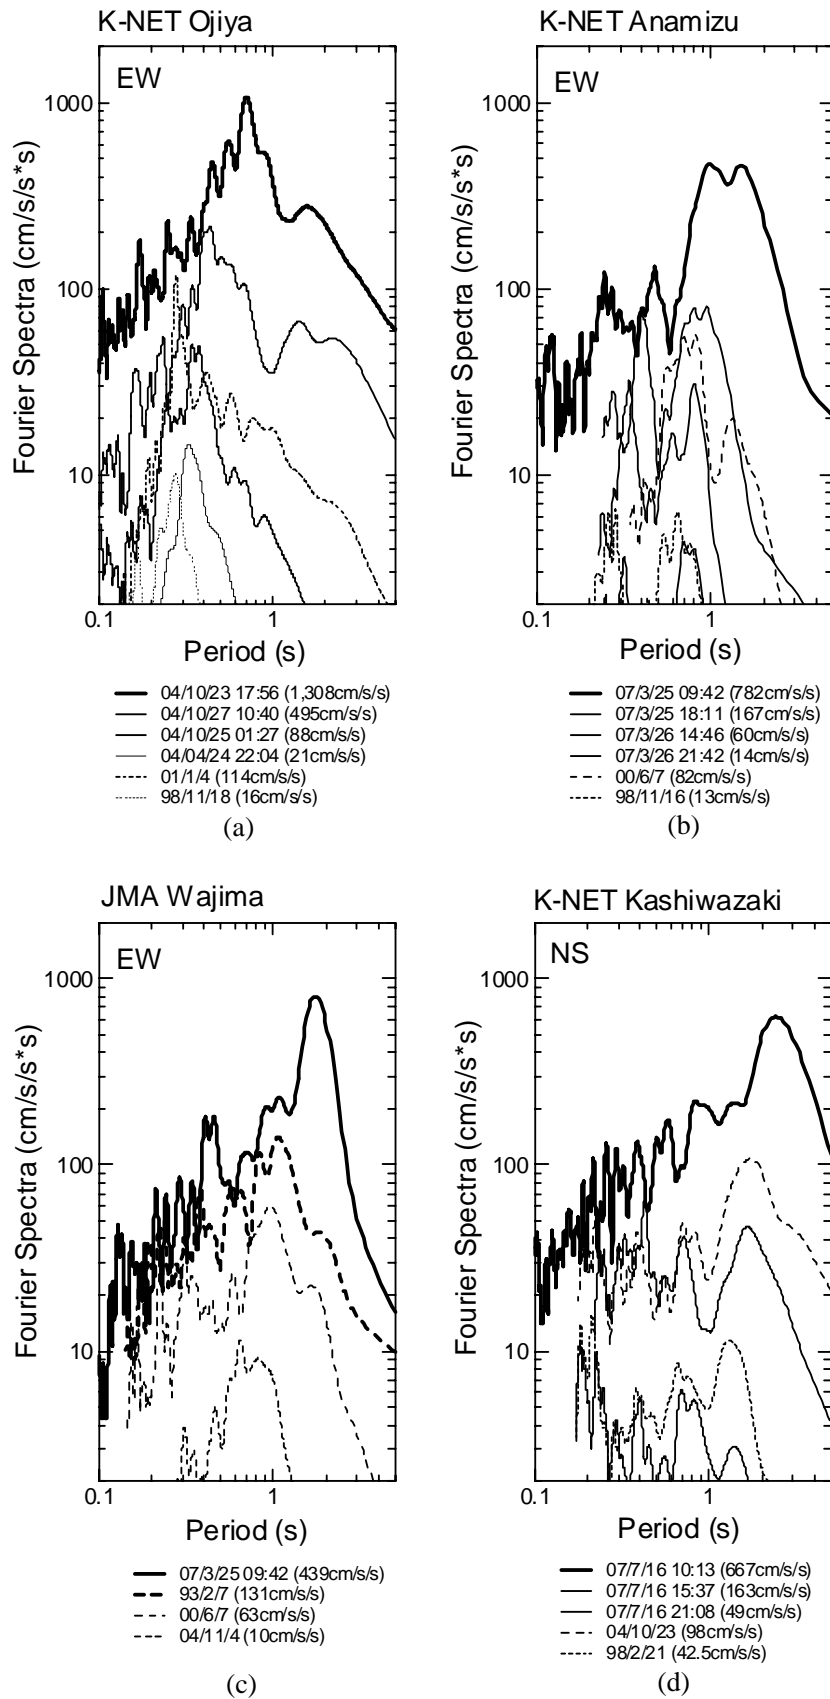 K-NET Ojiya
EW
Fourier Spectra (cm/s/s*s)
1000
100
10
0.1
1
Period (s)
04/10/23 17:56 (1,308cm/s/s)
04/10/27 10:40 (495cm/s/s)
04/10/25 01:27 (88cm/s/s)
04/04/24 22:04 (21cm/s/s)
01/1/4 (114cm/s/s)
98/11/18 (16cm/s/s)
(a)
K-NET Anamizu
EW
Fourier Spectra (cm/s/s*s)
1000
100
10
0.1
1
Period (s)
07/3/25 09:42 (782cm/s/s)
07/3/25 18:11 (167cm/s/s)
07/3/26 14:46 (60cm/s/s)
07/3/26 21:42 (14cm/s/s)
00/6/7 (82cm/s/s)
98/11/16 (13cm/s/s)
(b)
JMA Wajima
EW
Fourier Spectra (cm/s/s*s)
1000
100
10
0.1
1
Period (s)
07/3/25 09:42 (439cm/s/s)
93/2/7 (131cm/s/s)
00/6/7 (63cm/s/s)
04/11/4 (10cm/s/s)
(c)
K-NET Kashiwazaki
NS
Fourier Spectra (cm/s/s*s)
1000
100
10
0.1
1
Period (s)
07/7/16 10:13 (667cm/s/s)
07/7/16 15:37 (163cm/s/s)
07/7/16 21:08 (49cm/s/s)
04/10/23 (98cm/s/s)
98/2/21 (42.5cm/s/s)
(d)